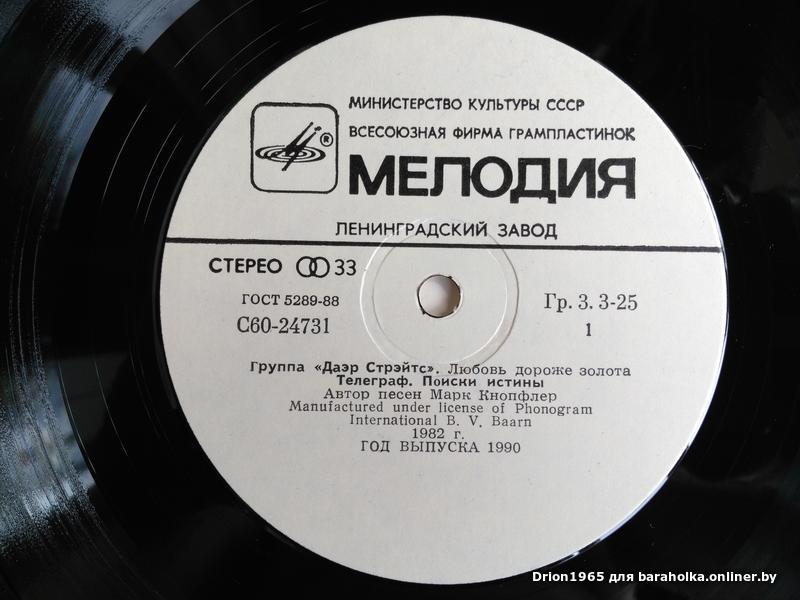 МИНИСТЕРСТВО КУЛЬТУРЫ СССР
ВСЕСОЮЗНАЯ ФИРМА ГРАМПЛАСТИНОК
®
МЕЛОДИЯ
ЛЕНИНГРАДСКИЙ ЗАВОД
СТЕРЕО 33
ГОСТ 5289-88
Гр. 3. 3-25
С60-24731
1
Группа «Даэр Стрэйтс». Любовь дороже золота
Телеграф. Поиски истины
Автор песен Марк Кнопфлер
Manufactured under license of Phonogram
International B. V. Baarn
1982 г.
ГОД ВЫПУСКА 1990
Drion1965 для baraholka.onliner.by